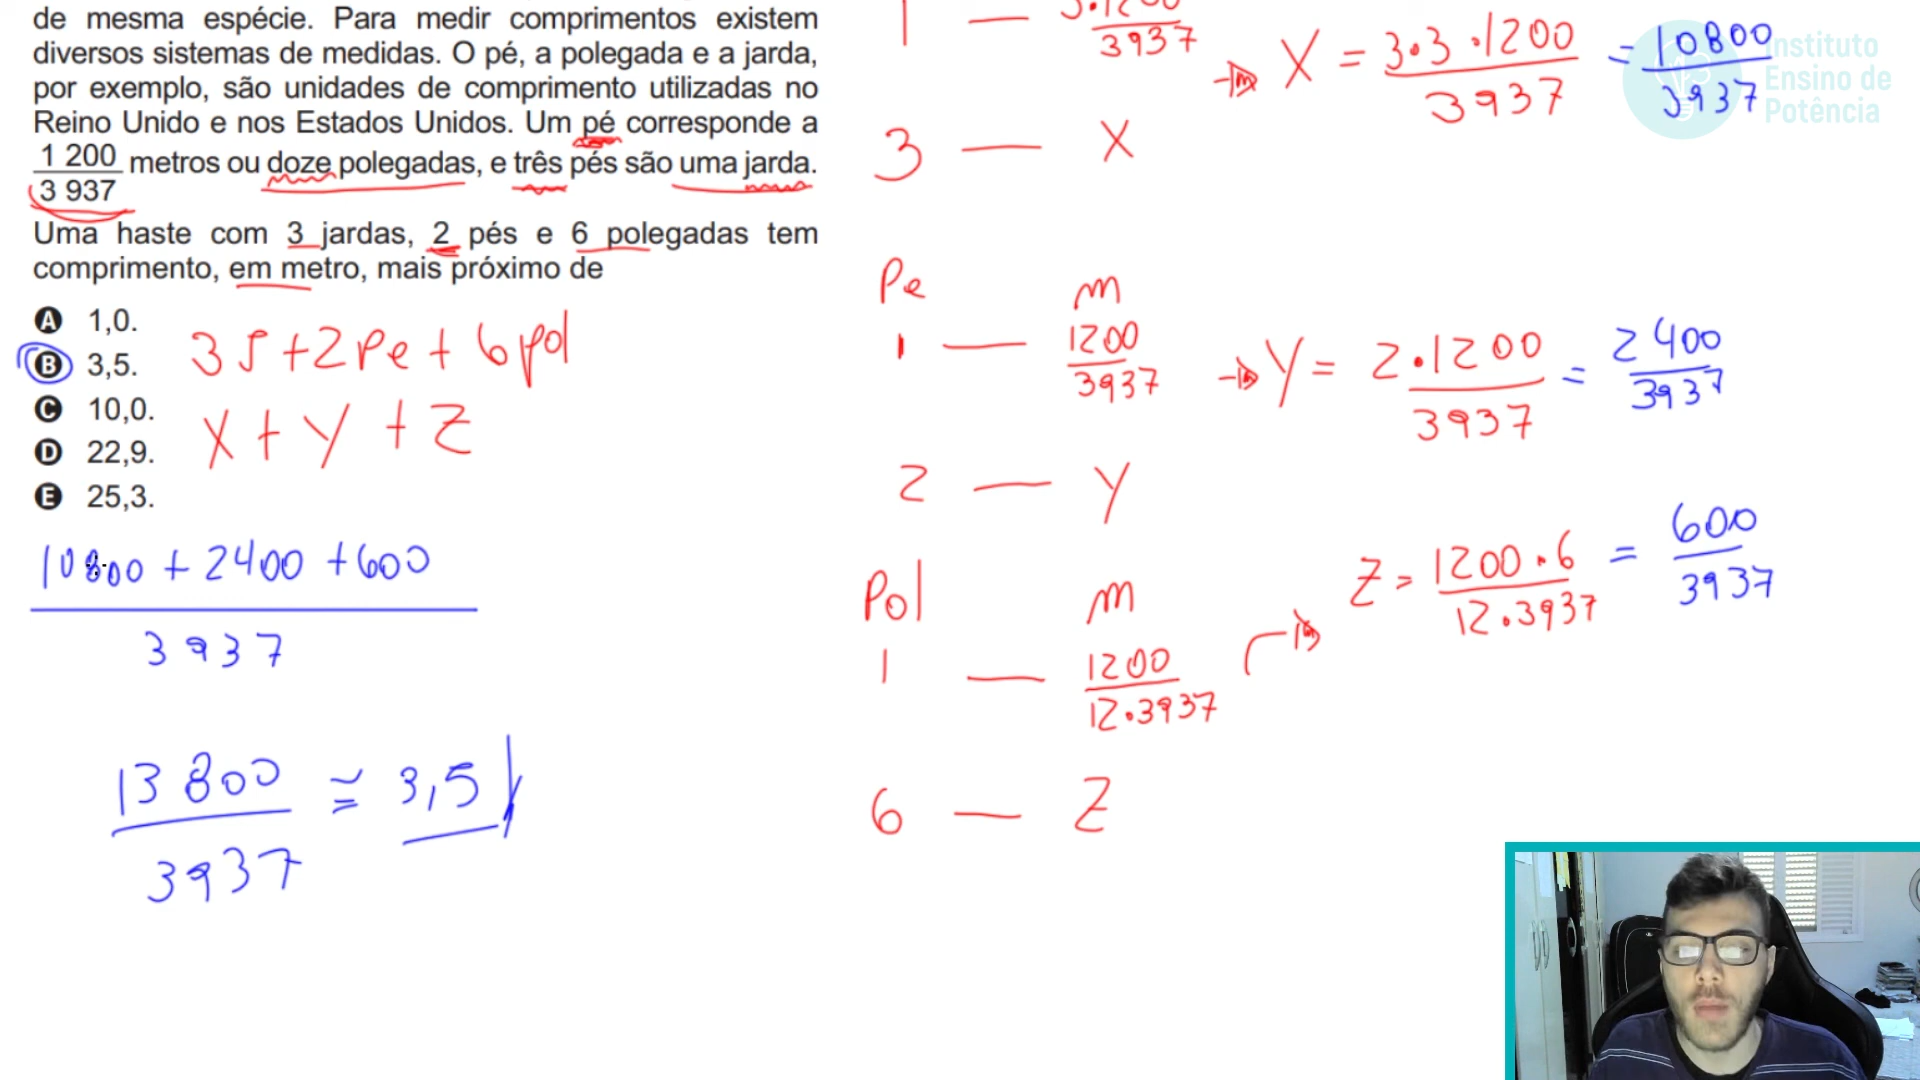 de mesma espécie. Para medir comprimentos existem
diversos sistemas de medidas. O pé, a polegada e a jarda,
por exemplo, são unidades de comprimento utilizadas no
Reino Unido e nos Estados Unidos. Um pé corresponde a
1 200
3 937
metros ou doze polegadas, e três pés são uma jarda.
Uma haste com 3 jardas, 2 pés e 6 polegadas tem
comprimento, em metro, mais próximo de
A 1,0.
B 3,5.
C 10,0.
D 22,9.
E 25,3.
3J+2Pe+6pol
X+Y+Z
10800+2400+600
3937
13800
3937
≅ 3,5
1 — 3.1200
3937
3 — X
X = 3.3.1200
3937
= 10800
3937
Pe m
1 — 1200
3937
2 — Y
Y = 2.1200
3937
= 2400
3937
Pol m
1 — 1200
12.3937
6 — Z
Z = 1200.6
12.3937
= 600
3937
Instituto
Ensino de
Potência